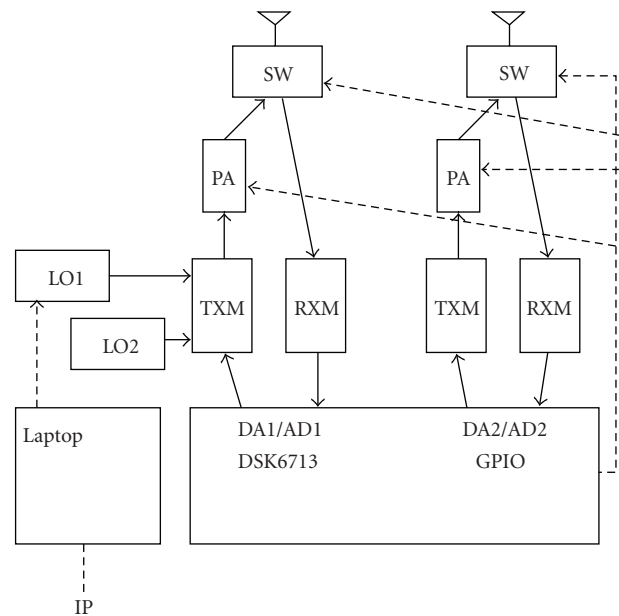 SW
SW
PA
PA
LO1
TXM
RXM
TXM
RXM
LO2
Laptop
DA1/AD1
DA2/AD2
DSK6713
GPIO
IP